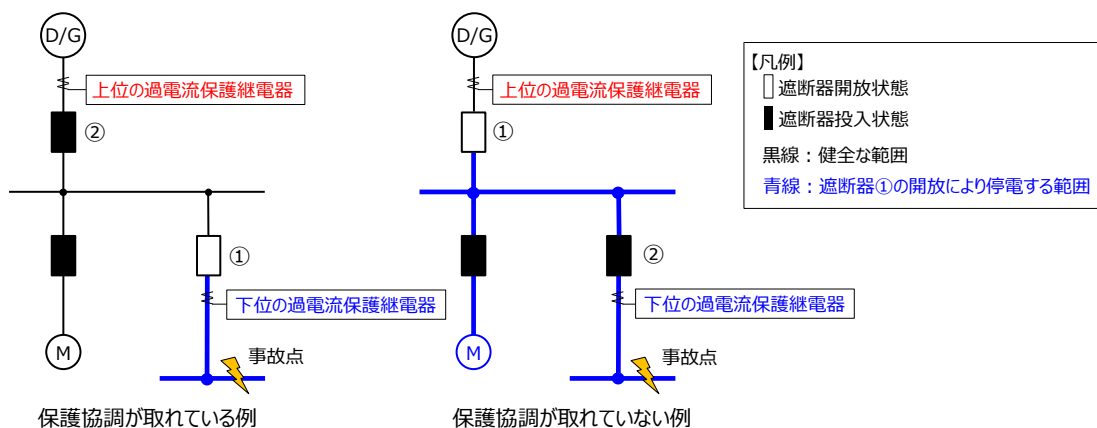 D/G
上位の過電流保護継電器
②
①
下位の過電流保護継電器
M
事故点
保護協調が取れている例
D/G
上位の過電流保護継電器
①
②
下位の過電流保護継電器
M
事故点
保護協調が取れていない例
【凡例】
遮断器開放状態
遮断器投入状態
黒線：健全な範囲
青線：遮断器①の開放により停電する範囲